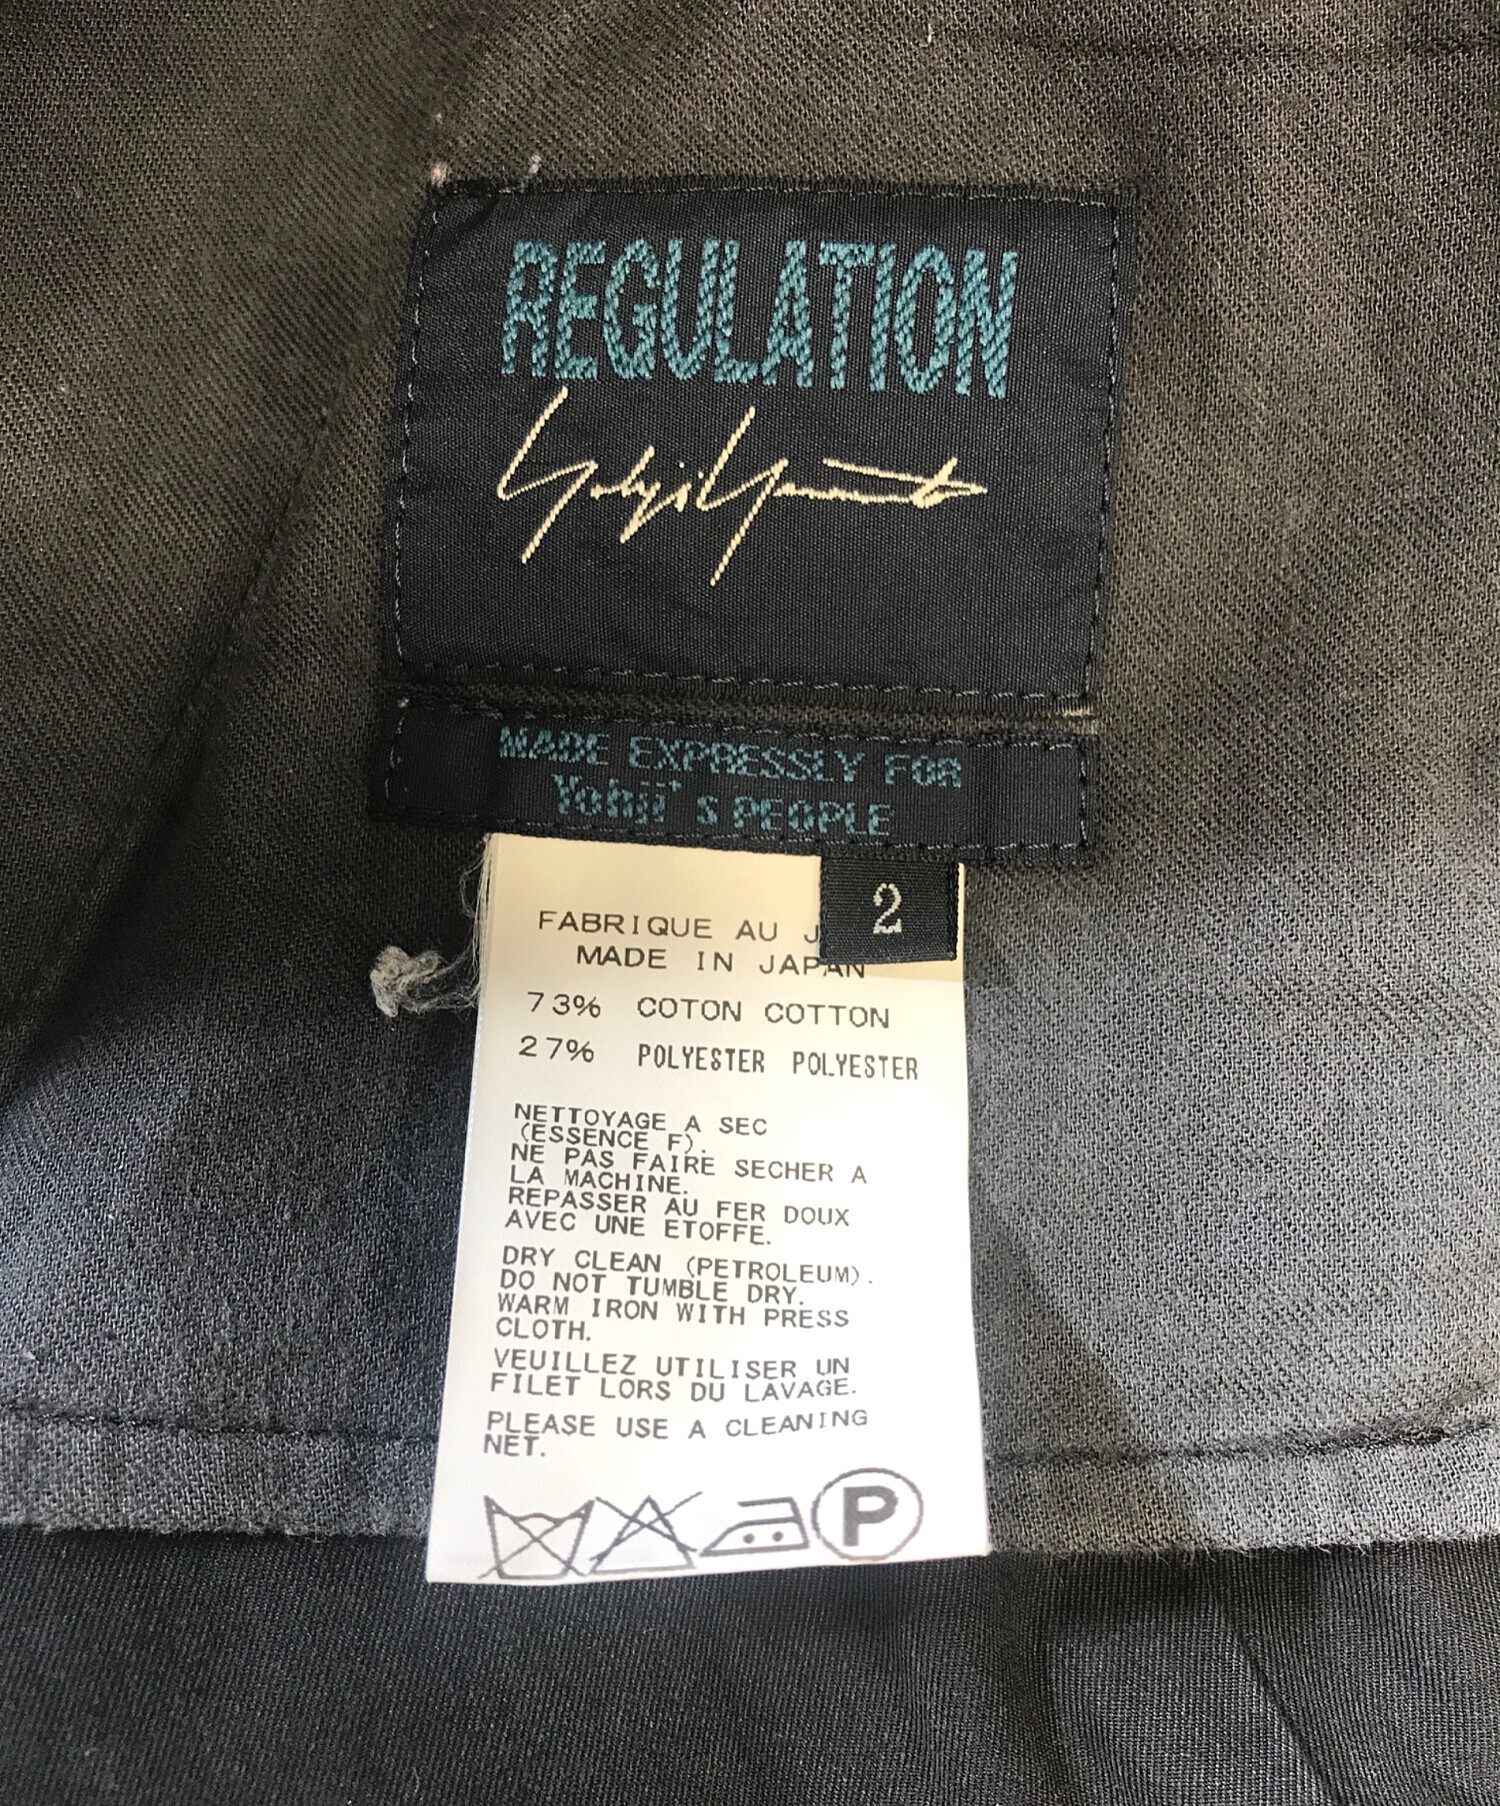 REGULATION
Yohji Yamamoto
MADE EXPRESSLY FOR
Yohji's PEOPLE
2
FABRIQUE AU J
MADE IN JAPAN
73% COTON COTTON
27% POLYESTER POLYESTER
NETTOYAGE A SEC
(ESSENCE F).
NE PAS FAIRE SECHER A
LA MACHINE.
REPASSER AU FER DOUX
AVEC UNE ETOFFE.
DRY CLEAN (PETROLEUM).
DO NOT TUMBLE DRY.
WARM IRON WITH PRESS
CLOTH.
VEUILLEZ UTILISER UN
FILET LORS DU LAVAGE.
PLEASE USE A CLEANING
NET.
P